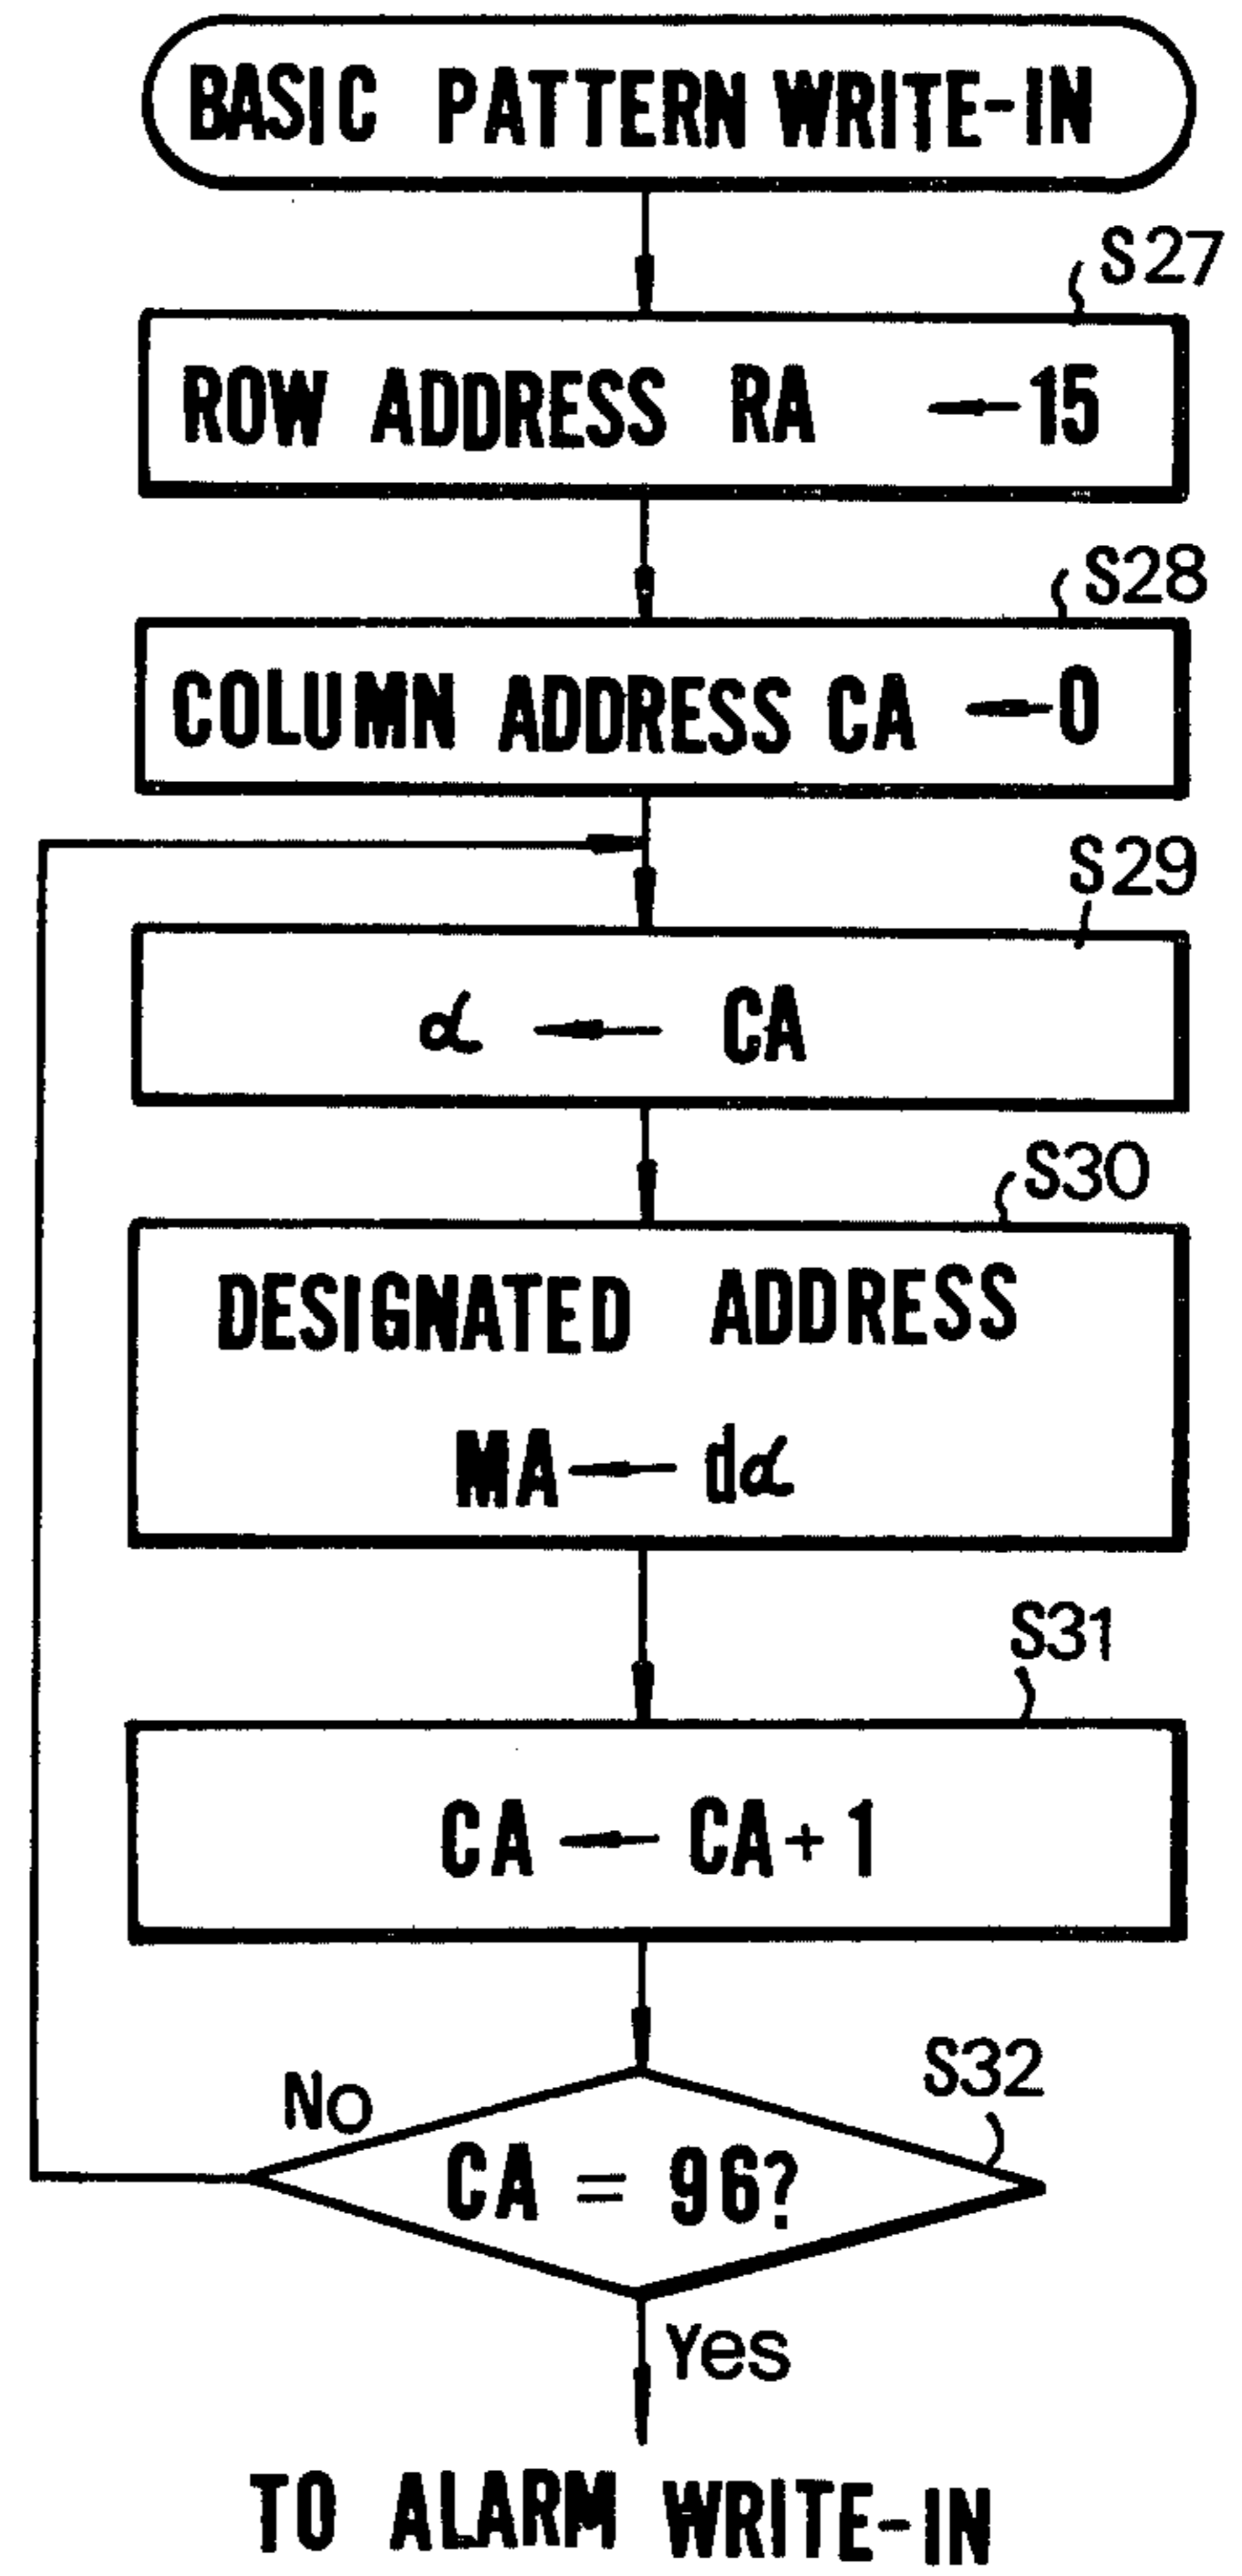 BASIC PATTERN WRITE-IN
S27
ROW ADDRESS RA ←15
S28
COLUMN ADDRESS CA ←0
S29
α ← CA
S30
DESIGNATED ADDRESS
MA ← dα
S31
CA ← CA+1
S32
No
CA = 96?
Yes
TO ALARM WRITE-IN